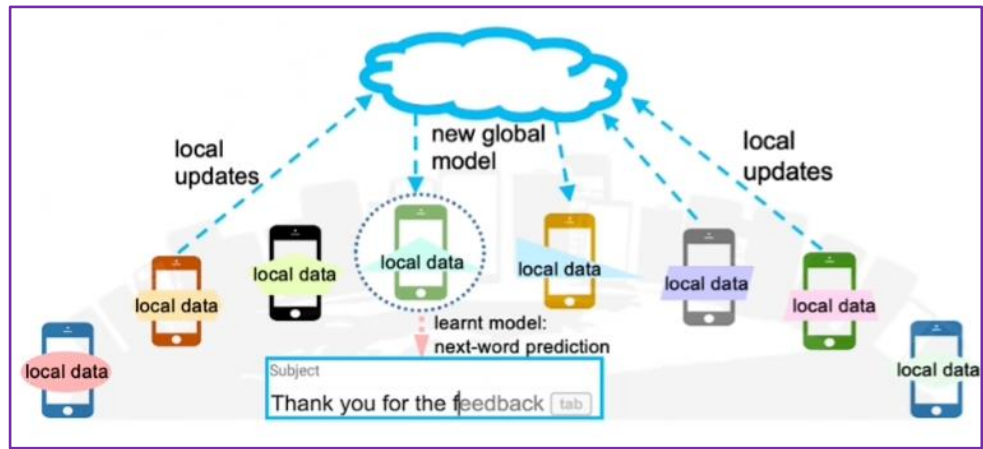 local
updates
new global
model
local
updates
local data
local data
local data
local data
local data
local data
local data
local data
learnt model:
next-word prediction
Subject
Thank you for the feedback tab